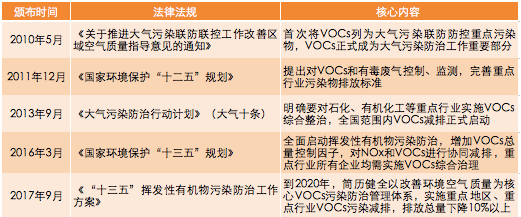 颁布时间 法律法规 核心内容
2010年5月 《关于推进大气污染联防联控工作改善区 首次将VOCs列为大气污染联防防控重点污染
域空气质量指导意见的通知》 物，VOCs正式成为大气污染防治工作重要部分
2011年12月 《国家环境保护“十二五”规划》 提出对VOCs和有毒废气控制、监测，完善重点
行业污染物排放标准
2013年9月 《大气污染防治行动计划》（大气十条） 明确要对石化、有机化工等重点行业实施VOCs
综合整治，全国范围内VOCs减排正式启动
2016年3月 《国家环境保护“十三五”规划》 全面启动挥发性有机物污染防治，增加VOCs总
量控制因子，对NOx和VOCs进行协同减排，重
点行业所有企业均需实施VOCs综合治理
2017年9月 《“十三五”挥发性有机物污染防治工作 到2020年，简历健全以改善环境空气质量为核
方案》 心VOCs污染防治管理体系，实施重点地区、重
点行业VOCs污染减排，排放总量下降10%以上